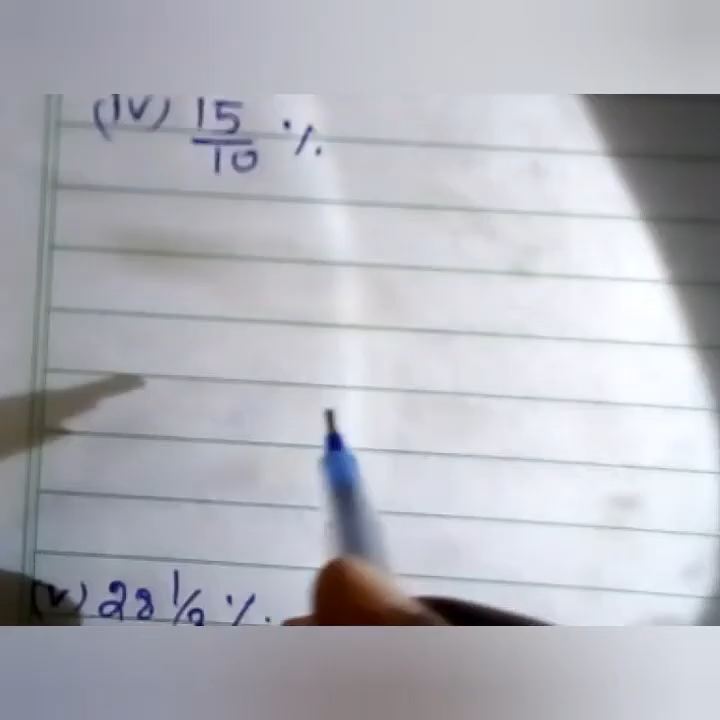 (iv) 15/10 %
(v) 28 1/2 %